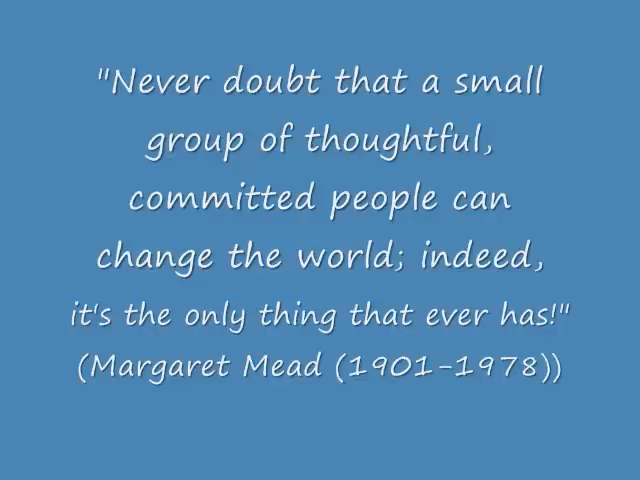 "Never doubt that a small
group of thoughtful,
committed people can
change the world; indeed,
it's the only thing that ever has!"
(Margaret Mead (1901-1978))